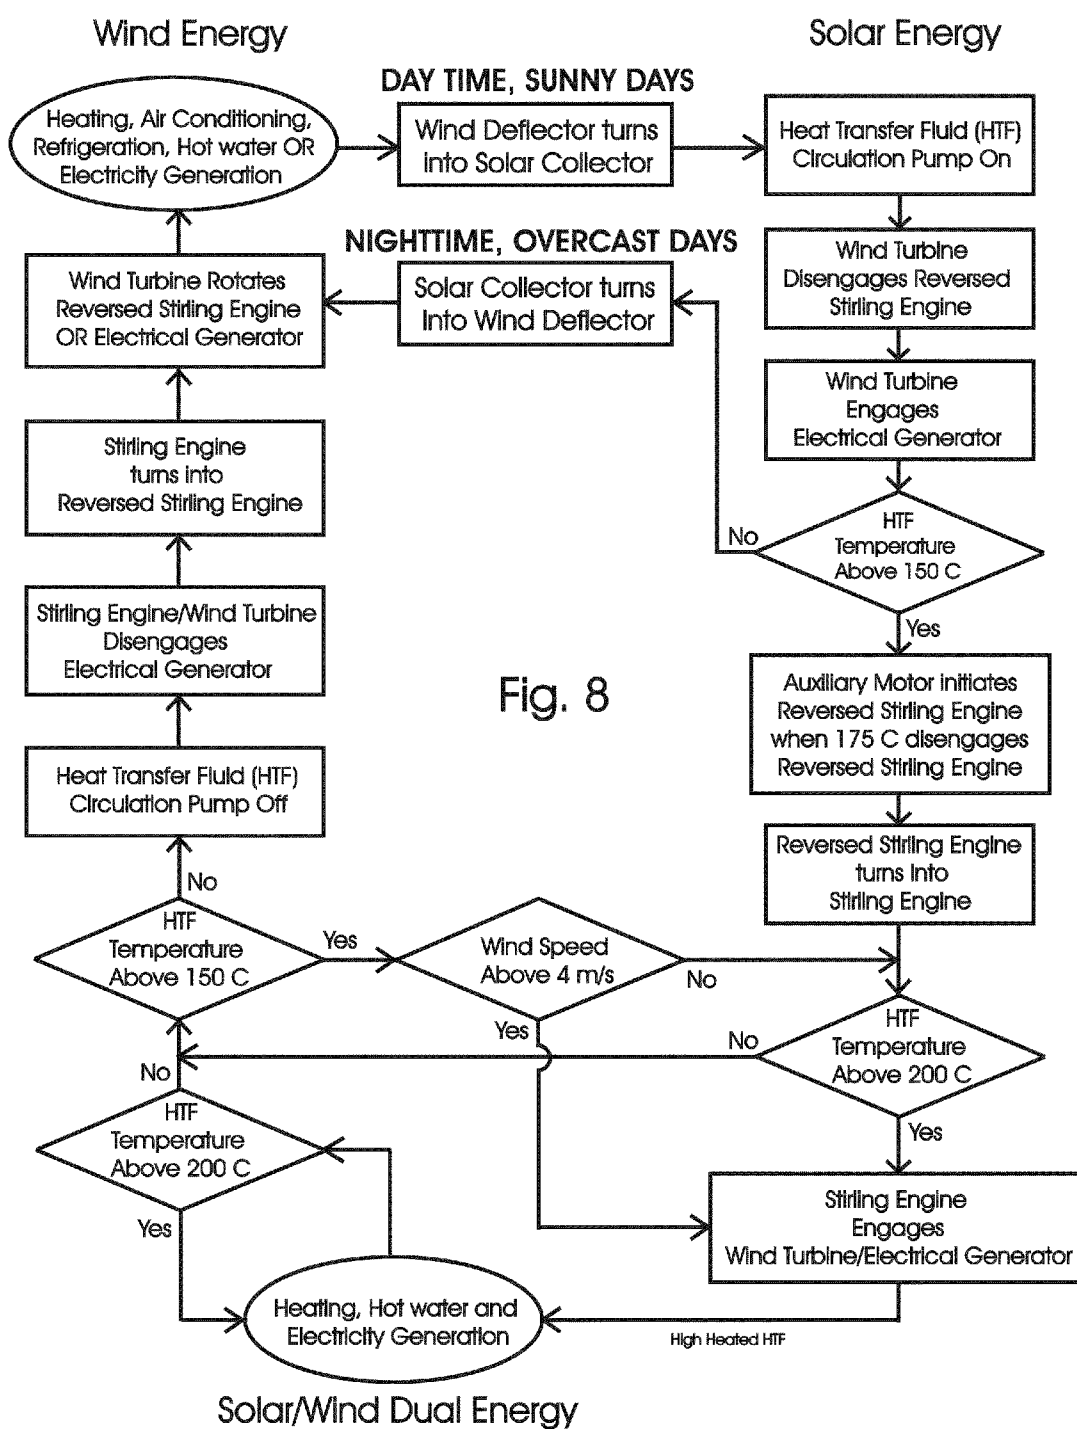 Wind Energy
Solar Energy
DAY TIME, SUNNY DAYS
Heating, Air Conditioning,
Refrigeration, Hot water OR
Electricity Generation
Wind Deflector turns
into Solar Collector
Heat Transfer Fluid (HTF)
Circulation Pump On
NIGHTTIME, OVERCAST DAYS
Wind Turbine Rotates
Reversed Stirling Engine
OR Electrical Generator
Solar Collector turns
Into Wind Deflector
Wind Turbine
Disengages Reversed
Stirling Engine
Wind Turbine
Engages
Electrical Generator
Stirling Engine
turns into
Reversed Stirling Engine
No
HTF
Temperature
Above 150 C
Yes
Stirling Engine/Wind Turbine
Disengages
Electrical Generator
Fig. 8
Auxiliary Motor initiates
Reversed Stirling Engine
when 175 C disengages
Reversed Stirling Engine
Heat Transfer Fluid (HTF)
Circulation Pump Off
Reversed Stirling Engine
turns Into
Stirling Engine
No
HTF
Temperature
Above 150 C
Yes
Wind Speed
Above 4 m/s
No
Yes
HTF
Temperature
Above 200 C
No
Yes
No
HTF
Temperature
Above 200 C
Yes
Stirling Engine
Engages
Wind Turbine/Electrical Generator
Heating, Hot water and
Electricity Generation
High Heated HTF
Solar/Wind Dual Energy